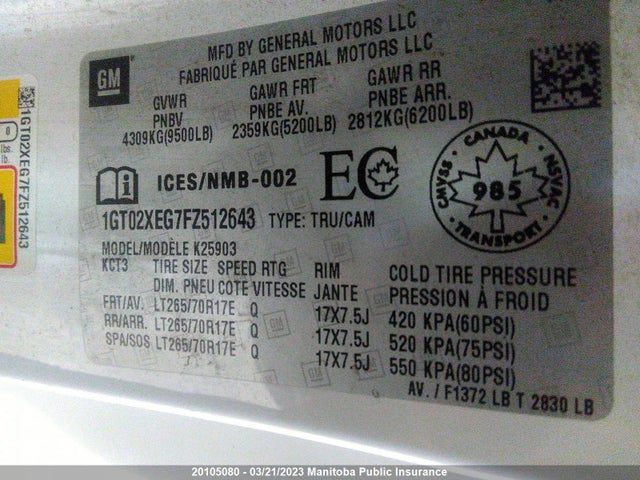 MFD BY GENERAL MOTORS LLC
FABRIQUÉ PAR GENERAL MOTORS LLC
GM
GVWR GAWR FRT GAWR RR
PNBV PNBE AV. PNBE ARR.
4309KG(9500LB) 2359KG(5200LB) 2812KG(6200LB)
i ICES/NMB-002 EC
CANADA
CMVSS 985 NSVAC
TRANSPORT
1GT02XEG7FZ512643 TYPE: TRU/CAM
MODEL/MODÈLE K25903
KCT3 TIRE SIZE SPEED RTG RIM COLD TIRE PRESSURE
DIM. PNEU COTE VITESSE JANTE PRESSION À FROID
FRT/AV. LT265/70R17E Q 17X7.5J 420 KPA(60PSI)
RR/ARR. LT265/70R17E Q 17X7.5J 520 KPA(75PSI)
SPA/SOS LT265/70R17E Q 17X7.5J 550 KPA(80PSI)
AV. / F1372 LB T 2830 LB
1GT02XEG7FZ512643
0
lbs.
lb.
20105080 - 03/21/2023 Manitoba Public Insurance